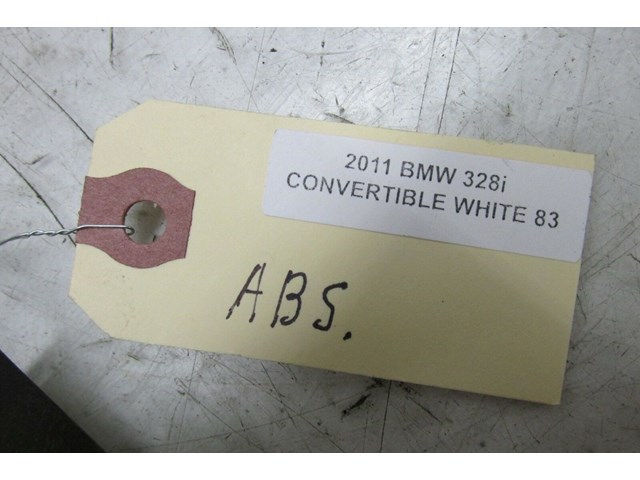 2011 BMW 328i
CONVERTIBLE WHITE 83
ABS.